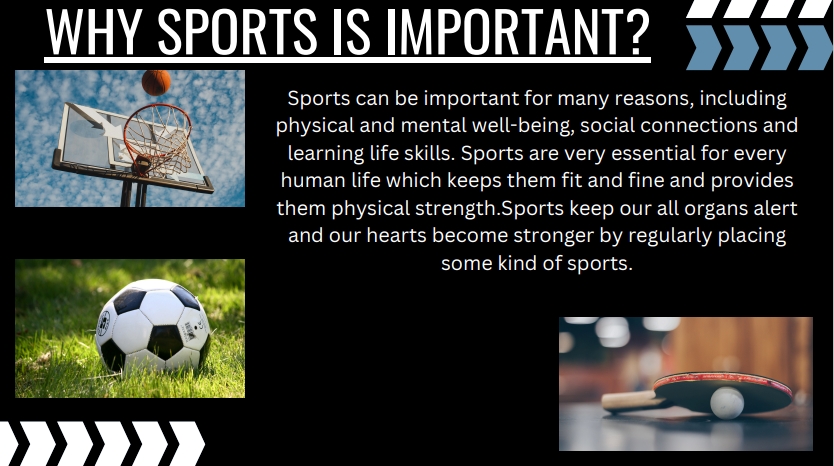 WHY SPORTS IS IMPORTANT?
Sports can be important for many reasons, including
physical and mental well-being, social connections and
learning life skills. Sports are very essential for every
human life which keeps them fit and fine and provides
them physical strength.Sports keep our all organs alert
and our hearts become stronger by regularly placing
some kind of sports.